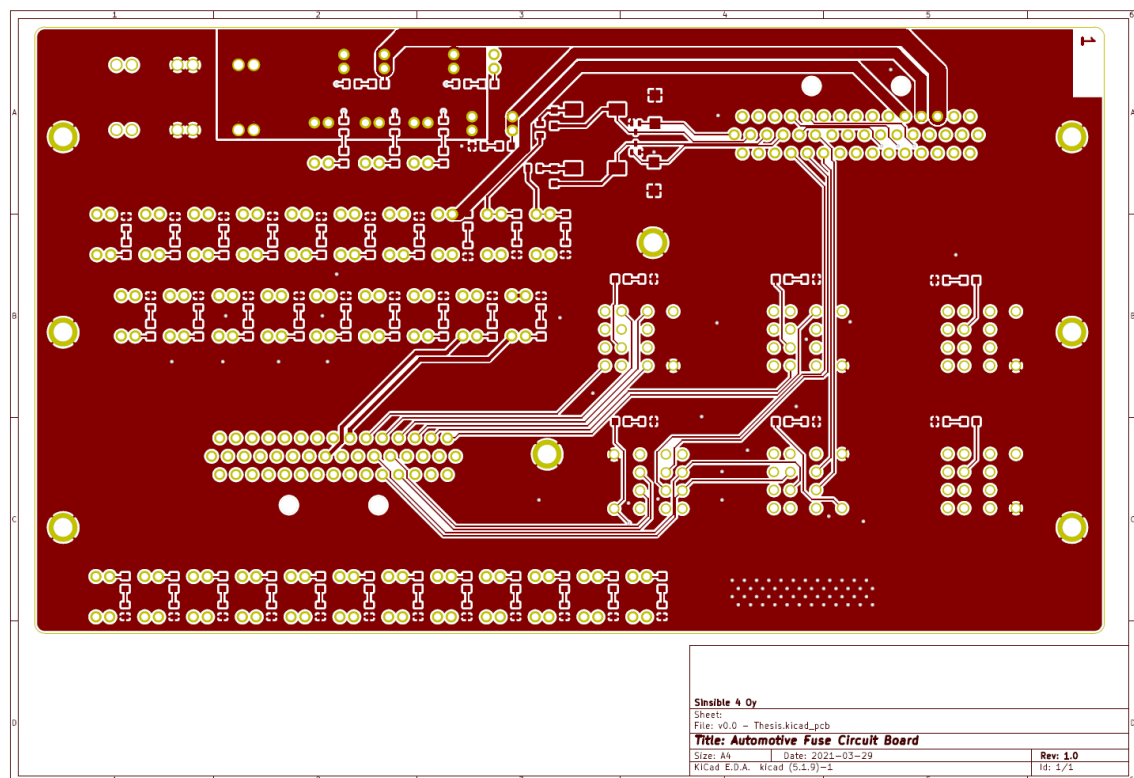 1 2 3 4 5 6
1
A A
B B
C C
D D
Sinsible 4 Oy
Sheet:
File: v0.0 - Thesis.kicad_pcb
Title: Automotive Fuse Circuit Board
Size: A4 Date: 2021-03-29 Rev: 1.0
KiCad E.D.A. kicad (5.1.9)-1 Id: 1/1